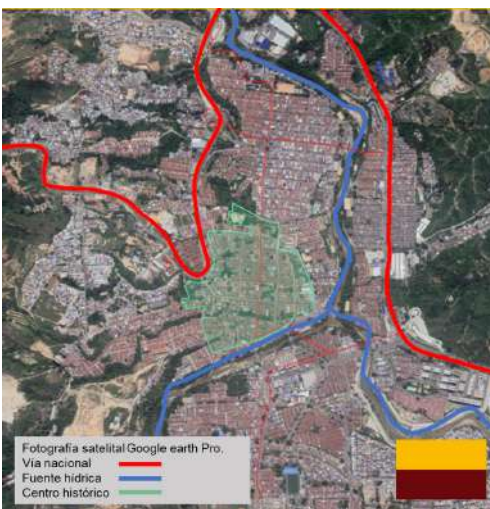 Fotografía satelital Google earth Pro.
Vía nacional
Fuente hídrica
Centro histórico